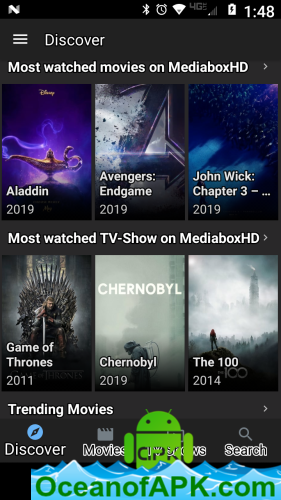 1:48
Discover
Most watched movies on MediaboxHD
Disney
Aladdin
2019
Avengers:
Endgame
2019
John Wick:
Chapter 3 – ...
2019
Most watched TV-Show on MediaboxHD
Game of
Thrones
2011
CHERNOBYL
Chernobyl
2019
The 100
2014
Trending Movies
Discover
Movies
Shows
Search
APK
OceanofAPK.com